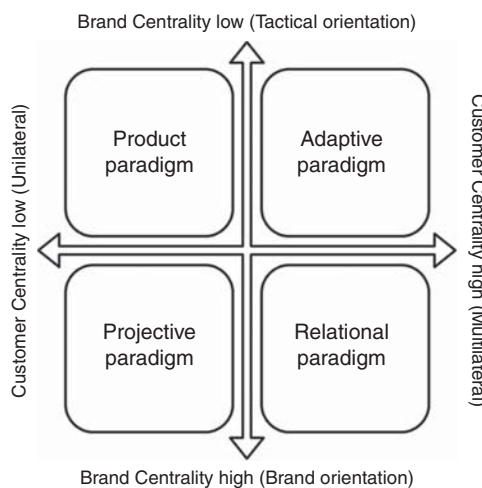 Brand Centrality low (Tactical orientation)
Customer Centrality low (Unilateral)
Product
paradigm
Adaptive
paradigm
Customer Centrality high (Multilateral)
Projective
paradigm
Relational
paradigm
Brand Centrality high (Brand orientation)